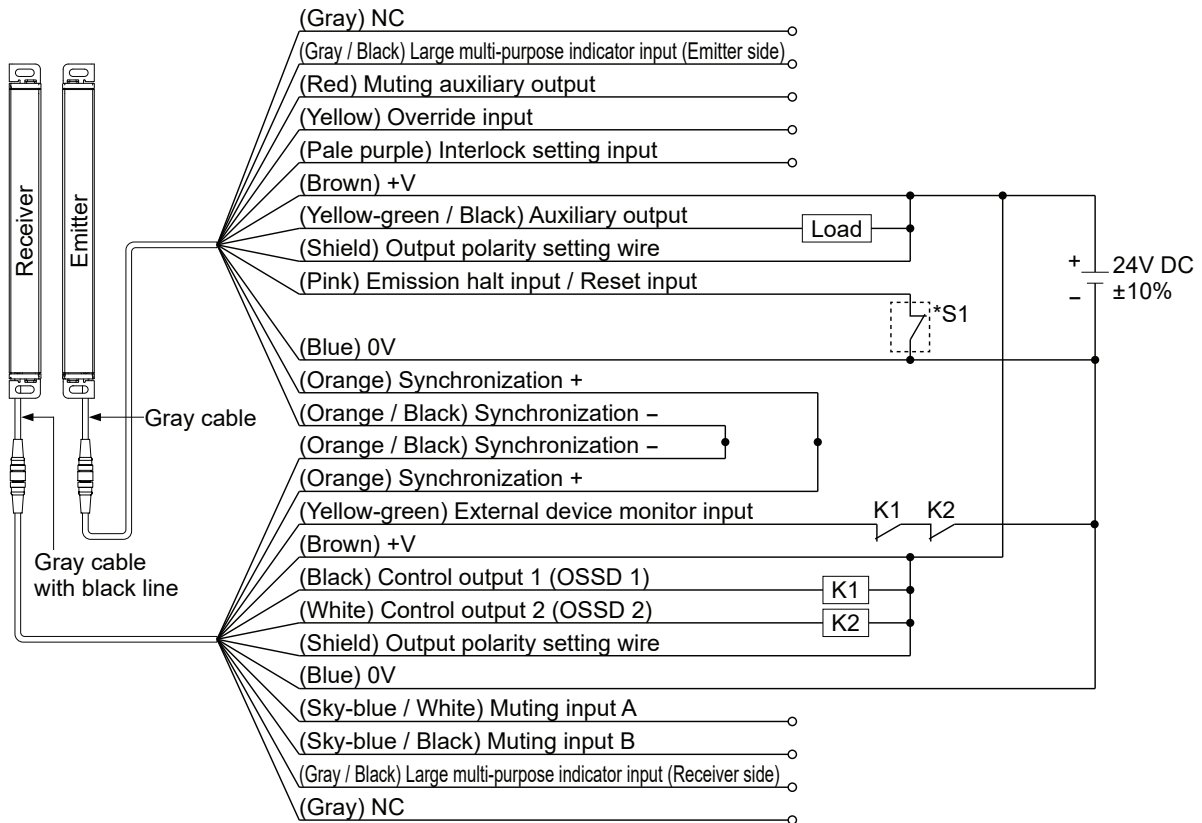 (Gray) NC
(Gray / Black) Large multi-purpose indicator input (Emitter side)
(Red) Muting auxiliary output
(Yellow) Override input
(Pale purple) Interlock setting input
(Brown) +V
(Yellow-green / Black) Auxiliary output
Load
(Shield) Output polarity setting wire
(Pink) Emission halt input / Reset input
+
−
24V DC
±10%
*S1
(Blue) 0V
(Orange) Synchronization +
(Orange / Black) Synchronization −
(Orange / Black) Synchronization −
(Orange) Synchronization +
(Yellow-green) External device monitor input
K1
K2
(Brown) +V
(Black) Control output 1 (OSSD 1)
K1
(White) Control output 2 (OSSD 2)
K2
(Shield) Output polarity setting wire
(Blue) 0V
(Sky-blue / White) Muting input A
(Sky-blue / Black) Muting input B
(Gray / Black) Large multi-purpose indicator input (Receiver side)
(Gray) NC
Receiver
Emitter
Gray cable
Gray cable
with black line